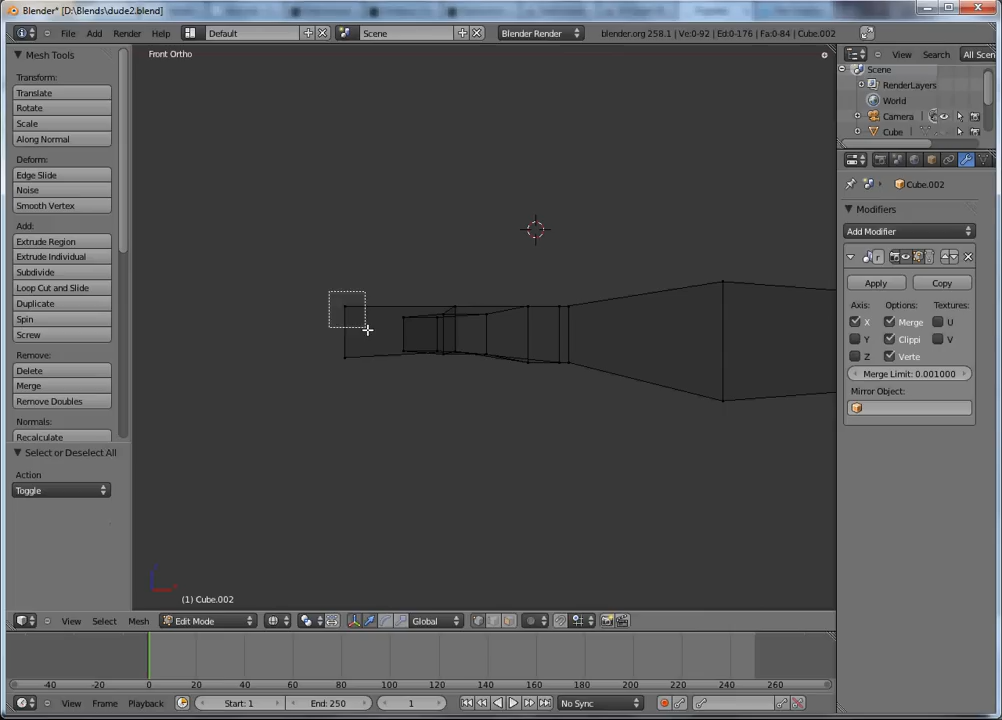 Blender* [D:\Blends\dude2.blend]
File Add Render Help Default Scene Blender Render blender.org 258.1 | Ve:0-92 | Ed:0-176 | Fa:0-84 | Cube.002
Mesh Tools
Transform:
Translate
Rotate
Scale
Along Normal
Deform:
Edge Slide
Noise
Smooth Vertex
Add:
Extrude Region
Extrude Individual
Subdivide
Loop Cut and Slide
Duplicate
Spin
Screw
Remove:
Delete
Merge
Remove Doubles
Normals:
Recalculate
Select or Deselect All
Action
Toggle
Front Ortho
(1) Cube.002
View Select Mesh Edit Mode Global
-40 -20 0 20 40 60 80 100 120 140 160 180 200 220 240 260
View Frame Playback Start: 1 End: 250 1 No Sync
View Search All Scen
Scene
RenderLayers
World
Camera
Cube
Cube.002
Modifiers
Add Modifier
r
Apply Copy
Axis: Options: Textures:
X Merge U
Y Clippi V
Z Verte
Merge Limit: 0.001000
Mirror Object: